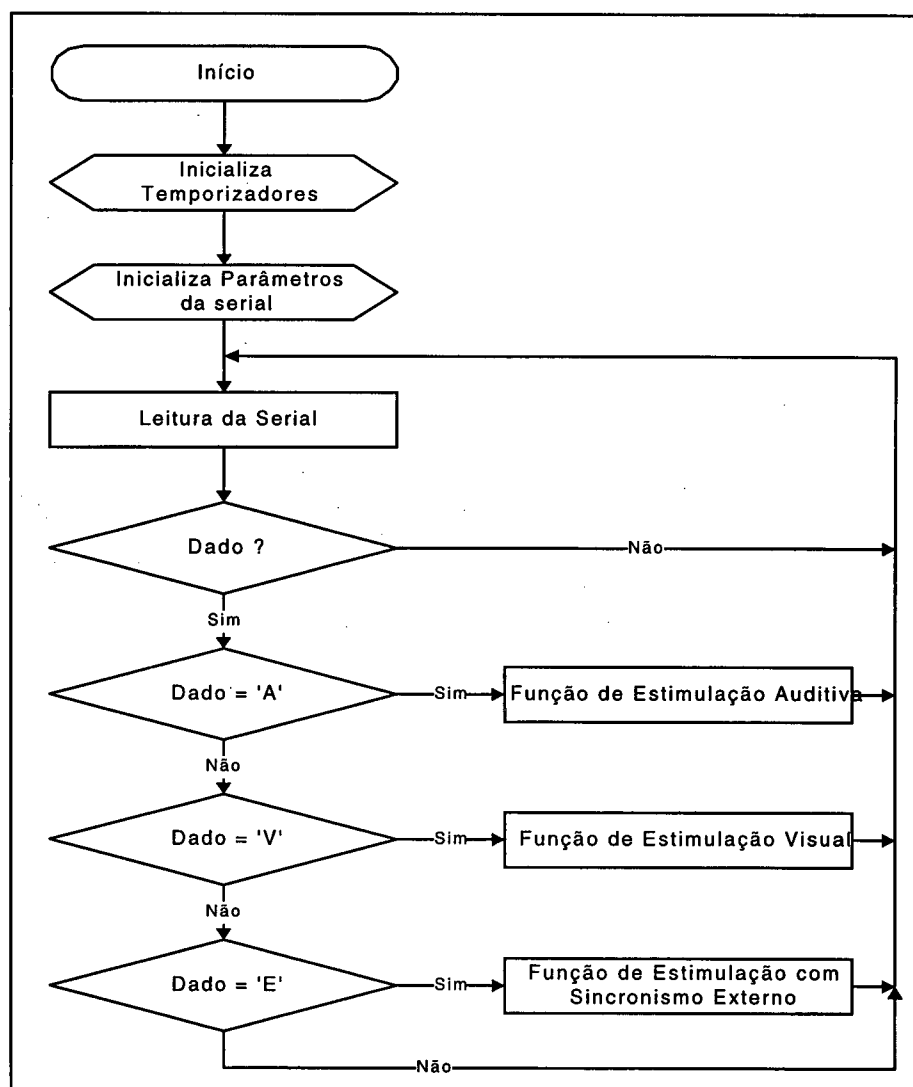 Início
Inicializa
Temporizadores
Inicializa Parâmetros
da serial
Leitura da Serial
Dado ?
Não
Sim
Dado = 'A'
Sim
Função de Estimulação Auditiva
Não
Dado = 'V'
Sim
Função de Estimulação Visual
Não
Dado = 'E'
Sim
Função de Estimulação com
Sincronismo Externo
Não